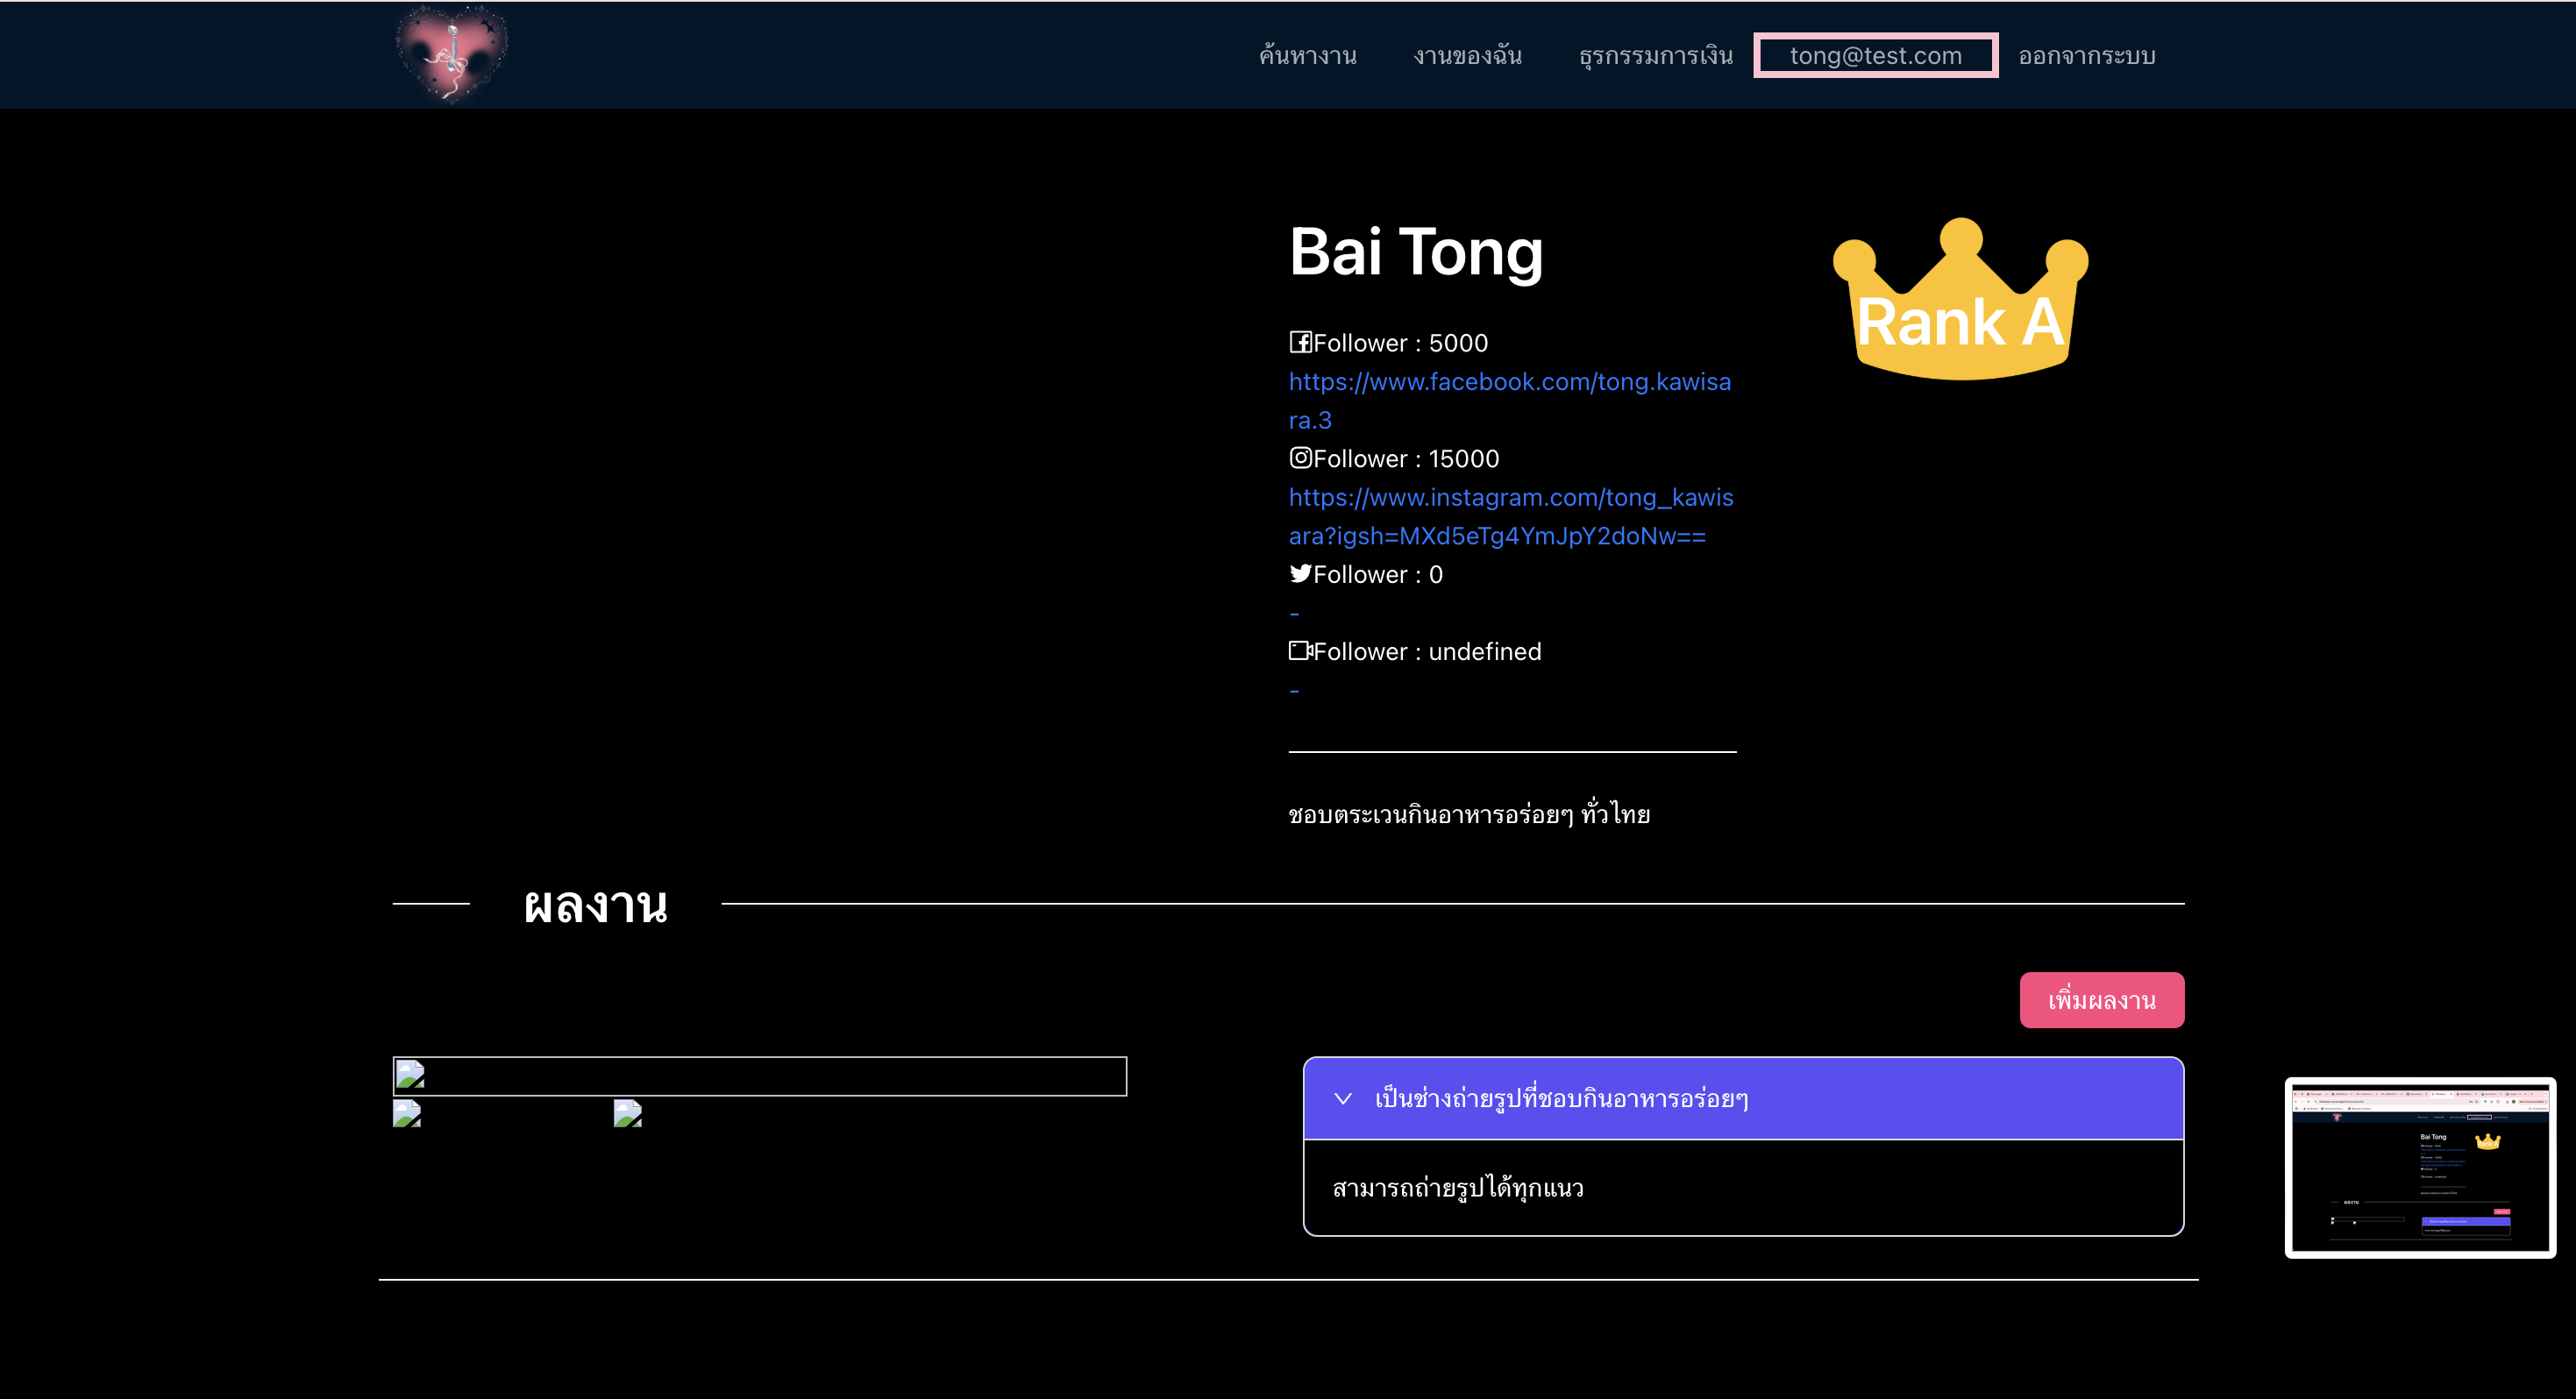 ค้นหางาน งานของฉัน ธุรกรรมการเงิน tong@test.com ออกจากระบบ
Bai Tong
Rank A
Follower : 5000
https://www.facebook.com/tong.kawisa
ra.3
Follower : 15000
https://www.instagram.com/tong_kawis
ara?igsh=MXd5eTg4YmJpY2doNw==
Follower : 0
-
Follower : undefined
-
ชอบตระเวนกินอาหารอร่อยๆ ทั่วไทย
ผลงาน
เพิ่มผลงาน
เป็นช่างถ่ายรูปที่ชอบกินอาหารอร่อยๆ
สามารถถ่ายรูปได้ทุกแนว
Bai Tong